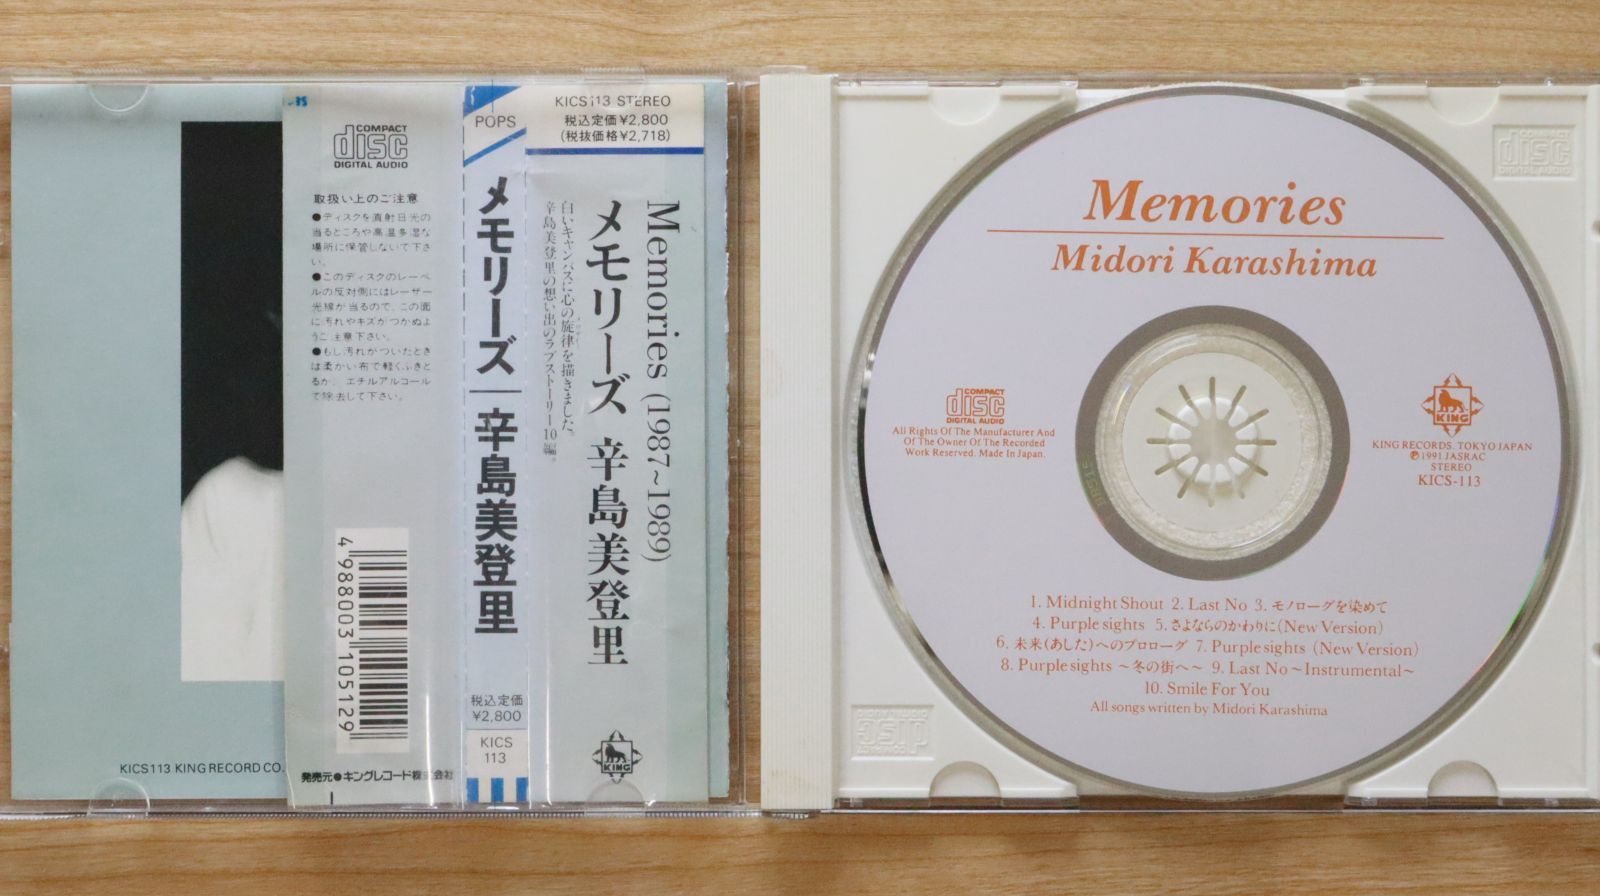 COMPACT
disc
DIGITAL AUDIO
取扱い上のご注意
●ディスクを直射日光の
当るところや高温多湿な
場所に保管しないで下さ
い。
●このディスクのレーベ
ルの反対側にはレーザー
光線が当るので、この面
に汚れやキズがつかぬよ
うご注意下さい。
●もし汚れがついたとき
は柔かい布で軽くふきと
るか、エチルアルコール
で除去して下さい。
4988003105129
発売元●キングレコード株式会社
KICS113 KING RECORD CO.
POPS
メモリーズ
辛島美登里
税込定価
¥2,800
KICS
113
KICS113 STEREO
税込定価¥2,800
(税抜価格¥2,718)
Memories (1987~1989)
メモリーズ 辛島美登里
白いキャンバスに心の旋律を描きました。
辛島美登里の想い出のラブストーリー10編。
KING
Memories
Midori Karashima
COMPACT
disc
DIGITAL AUDIO
All Rights Of The Manufacturer And
Of The Owner Of The Recorded
Work Reserved. Made In Japan.
KING
KING RECORDS. TOKYO JAPAN
Ⓟ1991 JASRAC
STEREO
KICS-113
1. Midnight Shout 2. Last No 3. モノローグを染めて
4. Purple sights 5. さよならのかわりに(New Version)
6. 未来(あした)へのプロローグ 7. Purple sights (New Version)
8. Purple sights 〜冬の街へ〜 9. Last No〜Instrumental〜
10. Smile For You
All songs written by Midori Karashima
COMPACT
disc
DIGITAL AUDIO
COMPACT
disc
DIGITAL AUDIO